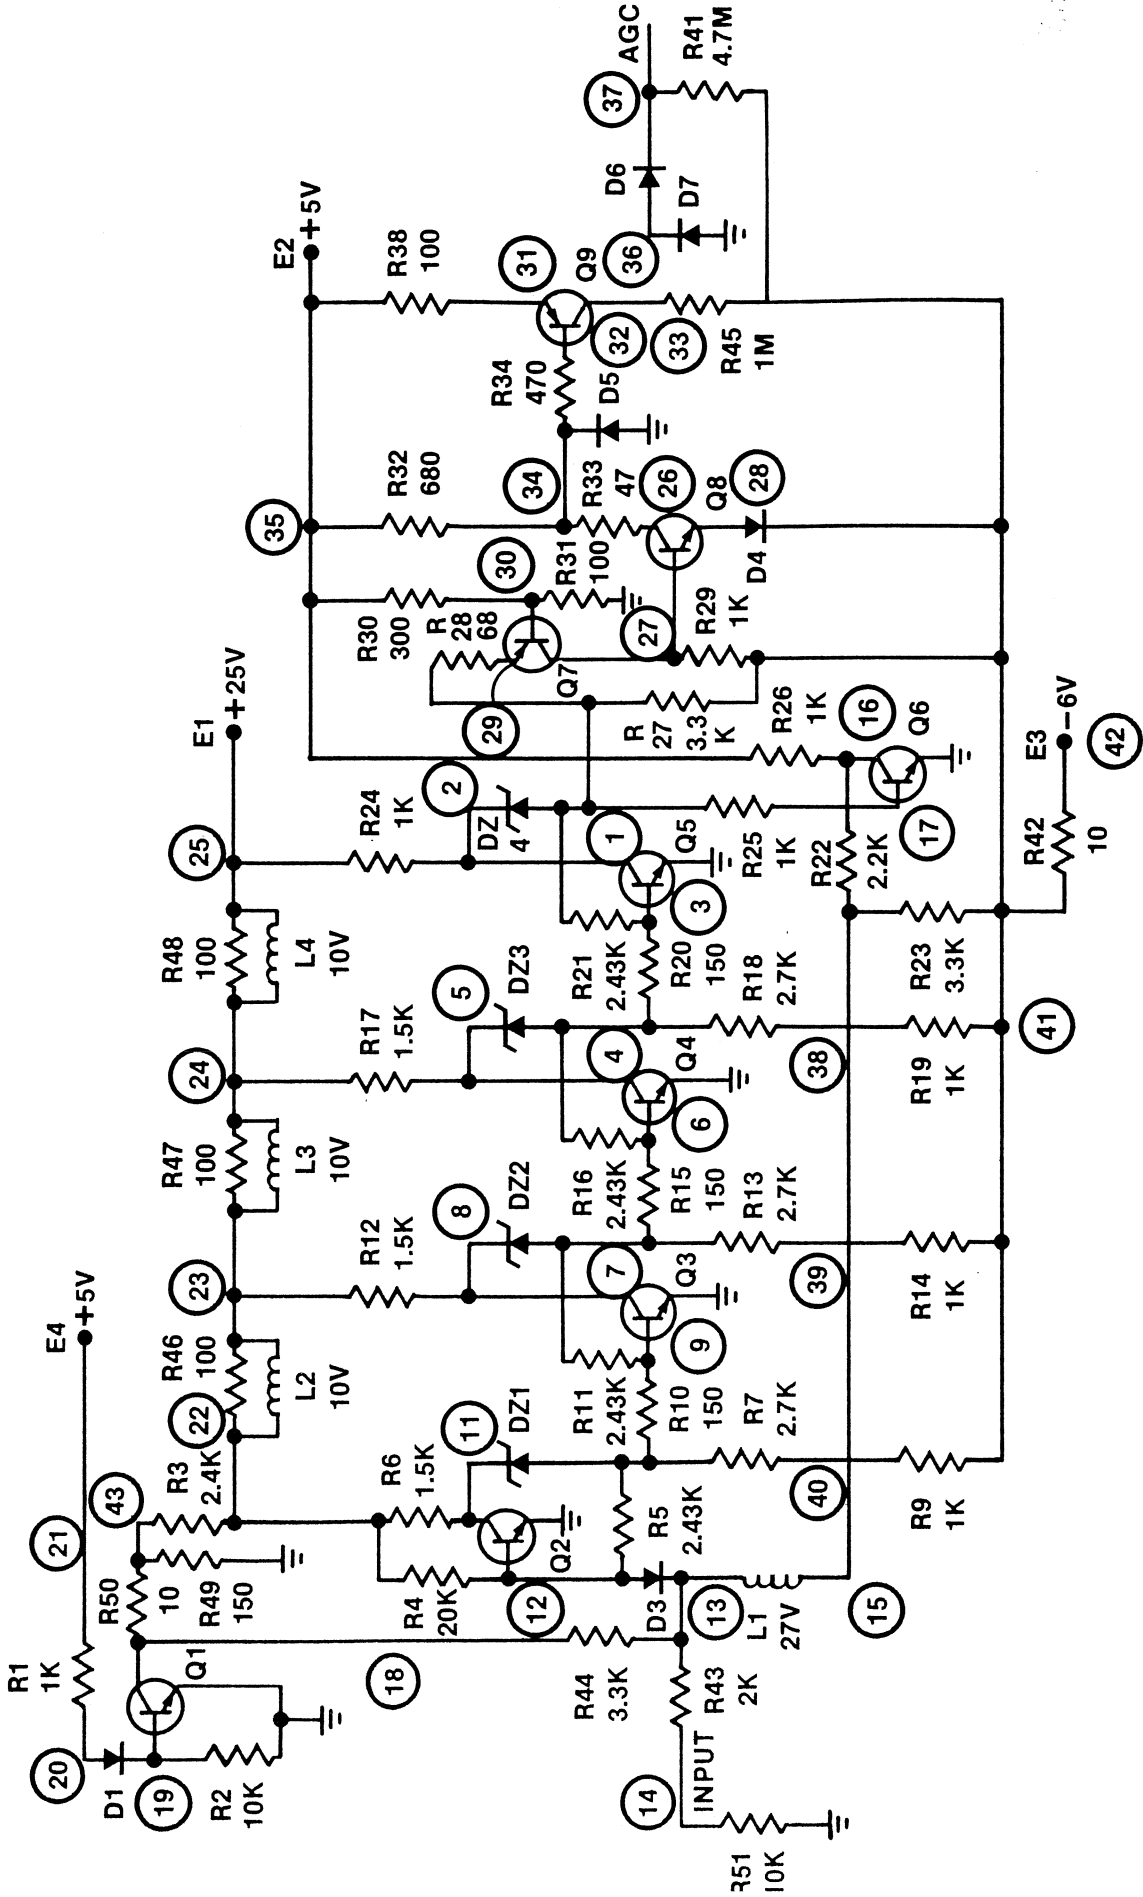 R1
1K
21
E4
+5V
20
D1
19
R2
10K
Q1
R50
10
R49
150
43
R3
2.4K
22
R46
100
L2
10V
23
R47
100
L3
10V
24
R48
100
L4
10V
25
E1
+25V
35
E2
+5V
18
R4
20K
R6
1.5K
11
DZ1
Q2
12
R5
2.43K
D3
13
L1
27V
15
R44
3.3K
R43
2K
INPUT
14
R51
10K
R12
1.5K
8
DZ2
7
Q3
9
R11
2.43K
R10
150
R7
2.7K
40
R9
1K
R17
1.5K
5
DZ3
4
Q4
6
R16
2.43K
R15
150
R13
2.7K
39
R14
1K
R24
1K
2
DZ
4
1
Q5
3
R21
2.43K
R20
150
R18
2.7K
38
R19
1K
41
R25
1K
R22
2.2K
R23
3.3K
17
Q6
16
R26
1K
R42
10
E3
-6V
42
R30
300
R
28
68
29
Q7
30
R31
100
R
27
3.3
K
27
R29
1K
R32
680
34
R33
47
26
Q8
28
D4
R34
470
D5
R38
100
31
Q9
32
33
R45
1M
36
D6
D7
37
AGC
R41
4.7M